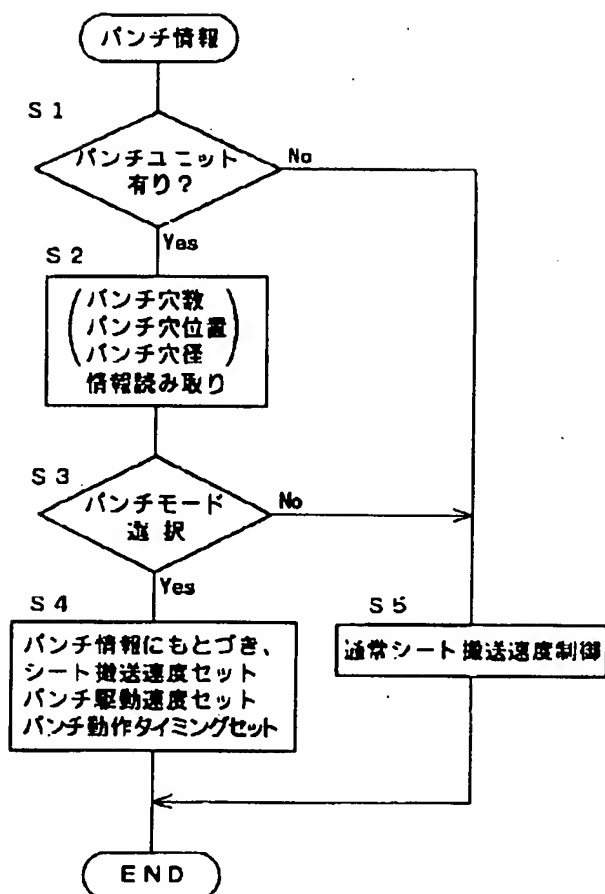 パンチ情報
S1
パンチユニット
有り?
No
Yes
S2
パンチ穴数
パンチ穴位置
パンチ穴径
情報読み取り
S3
パンチモード
選択
No
Yes
S4
パンチ情報にもとづき、
シート搬送速度セット
パンチ駆動速度セット
パンチ動作タイミングセット
S5
通常シート搬送速度制御
END